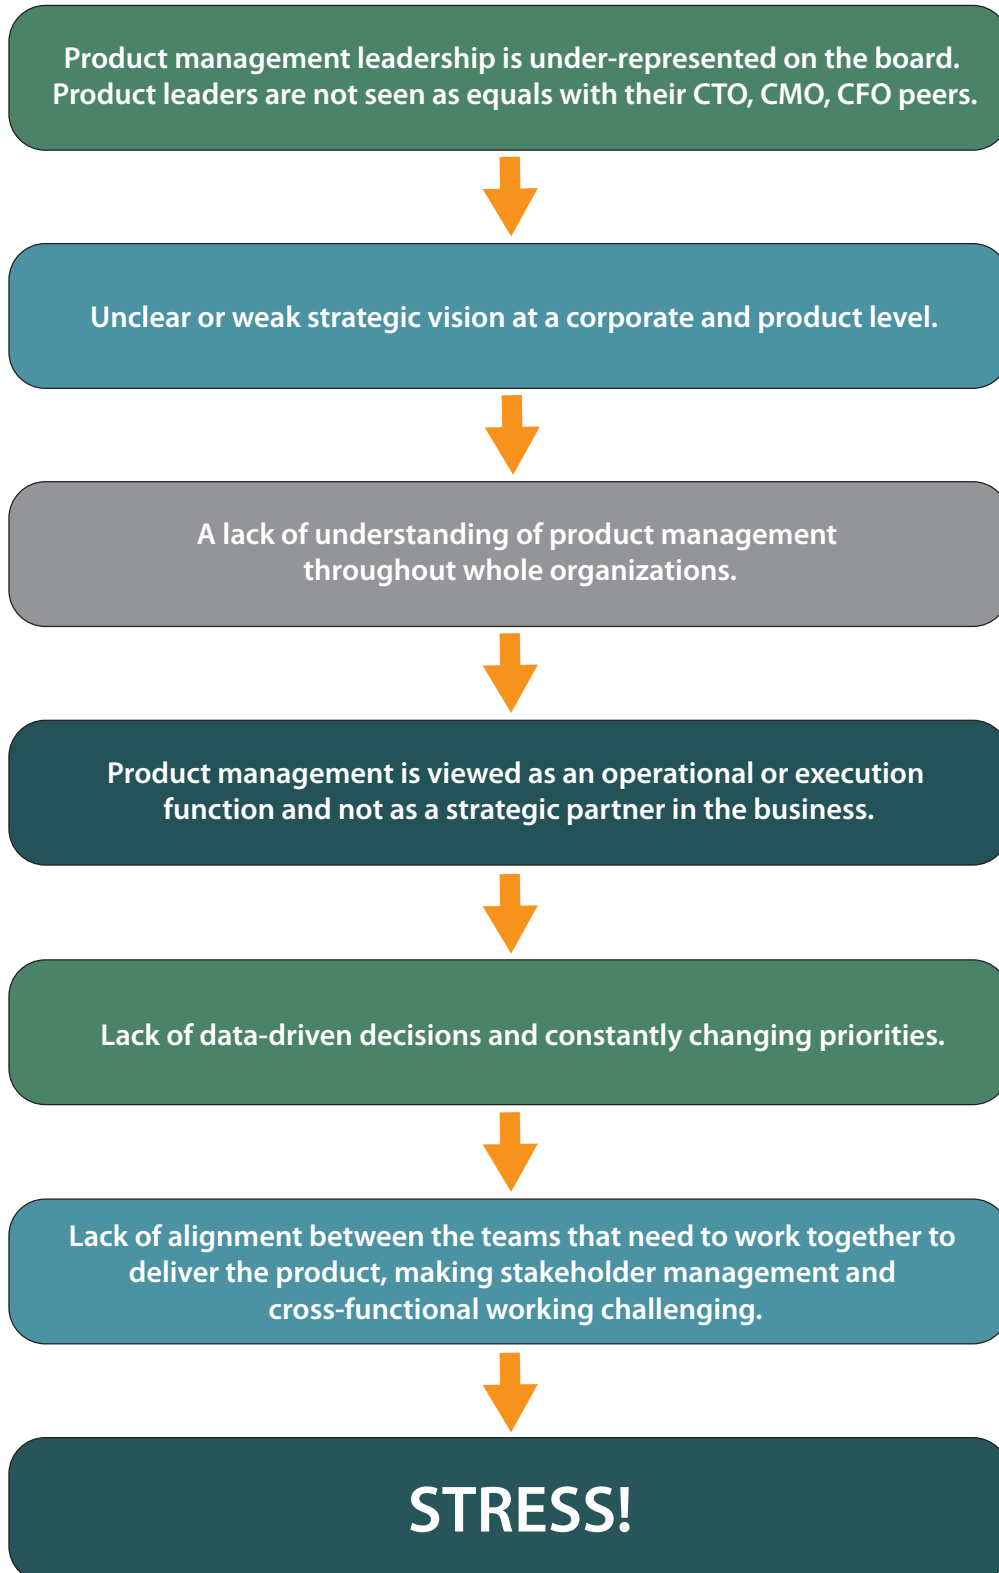 Product management leadership is under-represented on the board.
Product leaders are not seen as equals with their CTO, CMO, CFO peers.
Unclear or weak strategic vision at a corporate and product level.
A lack of understanding of product management
throughout whole organizations.
Product management is viewed as an operational or execution
function and not as a strategic partner in the business.
Lack of data-driven decisions and constantly changing priorities.
Lack of alignment between the teams that need to work together to
deliver the product, making stakeholder management and
cross-functional working challenging.
STRESS!